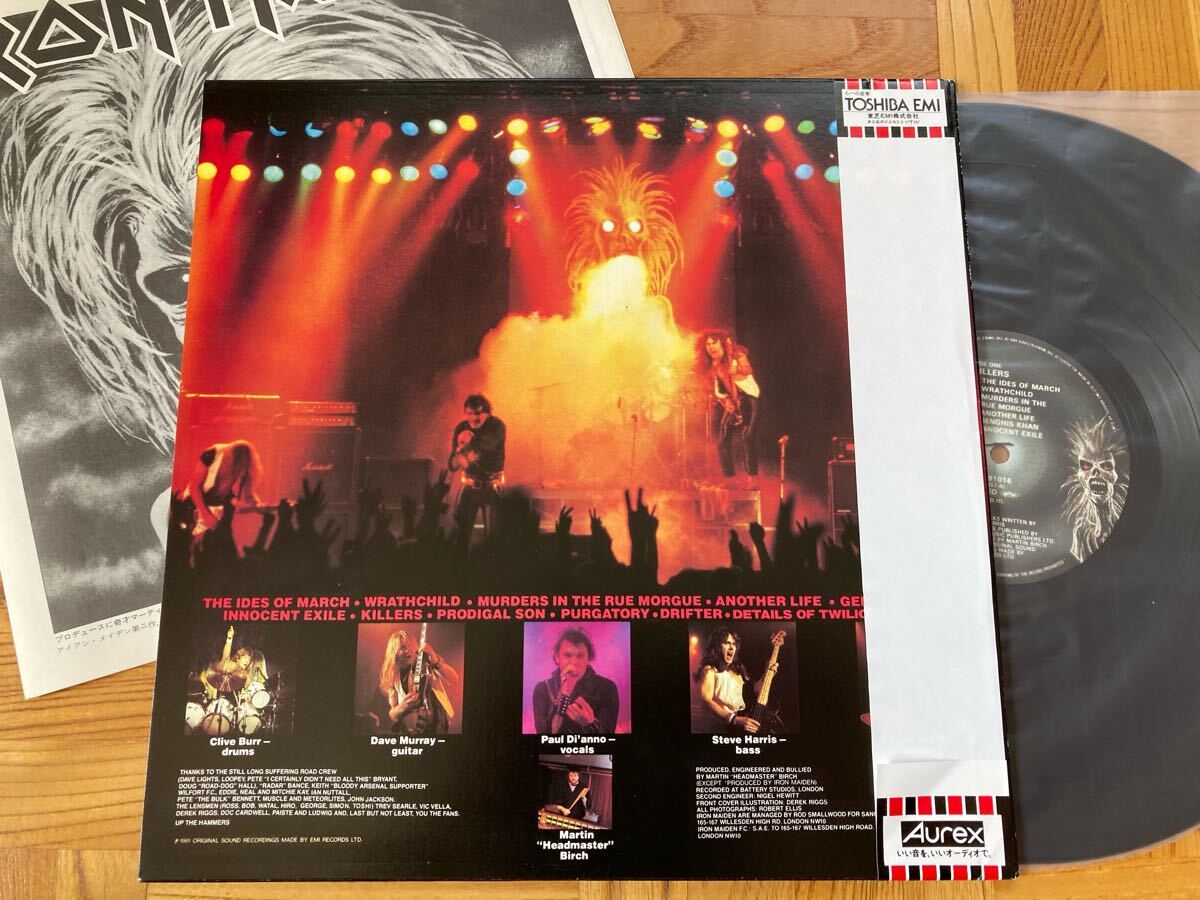 TOSHIBA EMI
東芝EMI株式会社
THE IDES OF MARCH • WRATHCHILD • MURDERS IN THE RUE MORGUE • ANOTHER LIFE •
INNOCENT EXILE • KILLERS • PRODIGAL SON • PURGATORY • DRIFTER • DETAILS OF
Clive Burr –
drums
Dave Murray –
guitar
Paul Di'anno –
vocals
Steve Harris –
bass
Martin
"Headmaster"
Birch
THANKS TO THE STILL LONG SUFFERING ROAD CREW
(DAVE LIGHTS, LOOPEY, PETE "I CERTAINLY DIDN'T NEED ALL THIS" BRYANT,
DOUG "ROAD-DOG" HALL), "RADAR" BANCE, KEITH "BLOODY ARSENAL SUPPORTER"
WILFORT F.C., EDDIE, NEAL AND MITCHIE KAY, IAN NUTTALL.
PETE "THE BULK" BENNETT, MUSCLE AND METEORLITES, JOHN JACKSON.
THE LENSMEN (ROSS, BOB, WATAL, HIRO, GEORGE, SIMON, TOSHI) TREV SEARLE, VIC VELLA,
DEREK RIGGS, DOC CARDWELL, PAISTE AND LUDWIG AND, LAST BUT NOT LEAST, YOU THE FANS.
UP THE HAMMERS
℗ 1981 ORIGINAL SOUND RECORDINGS MADE BY EMI RECORDS LTD.
PRODUCED, ENGINEERED AND BULLIED
BY MARTIN "HEADMASTER" BIRCH
(EXCEPT *PRODUCED BY IRON MAIDEN)
RECORDED AT BATTERY STUDIOS, LONDON
SECOND ENGINEER: NIGEL HEWITT
FRONT COVER ILLUSTRATION: DEREK RIGGS
ALL PHOTOGRAPHS: ROBERT ELLIS
IRON MAIDEN ARE MANAGED BY ROD SMALLWOOD FOR
165-167 WILLESDEN HIGH RD. LONDON NW10
IRON MAIDEN FC: S.A.E. TO 165-167 WILLESDEN HIGH ROAD.
LONDON NW10
Aurex
いい音を、いいオーディオで。
THE IDES OF MARCH
WRATHCHILD
MURDERS IN THE
RUE MORGUE
ANOTHER LIFE
GENGHIS KHAN
INNOCENT EXILE
プロデュースに奇才マーティ
アイアン・メイデン第二作。